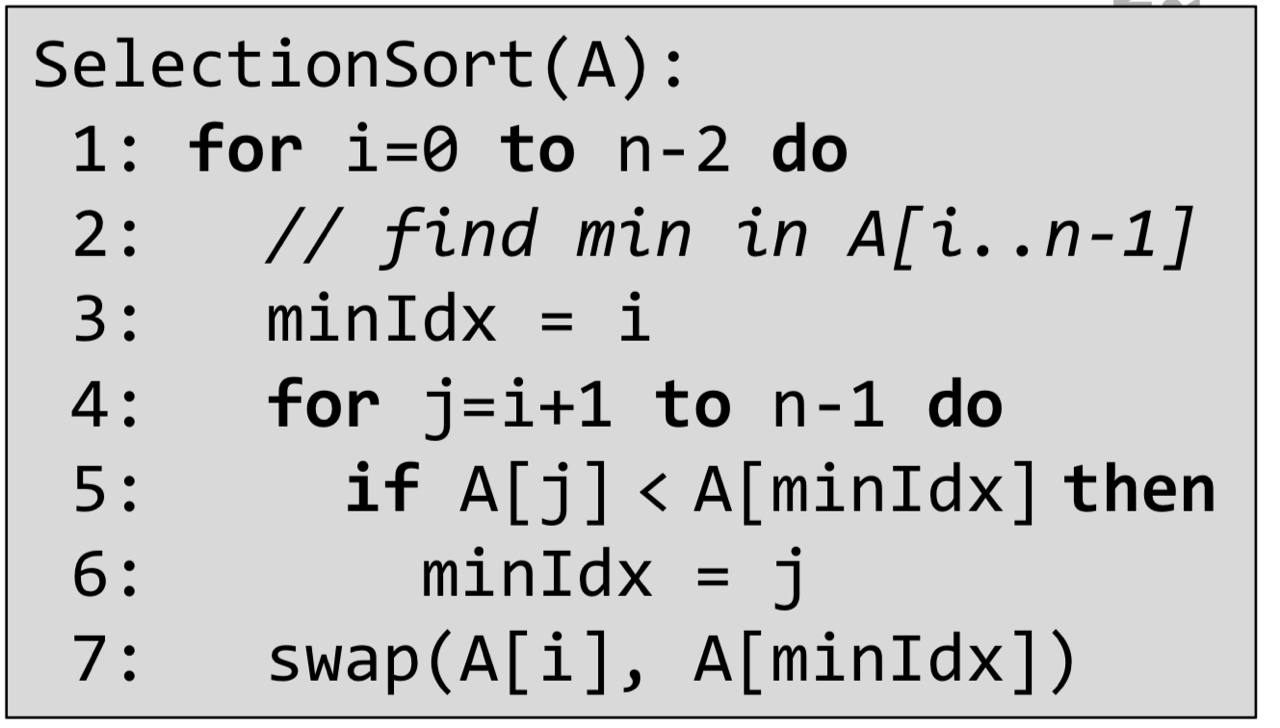 SelectionSort(A):
1: for i=0 to n-2 do
2: // find min in A[i..n-1]
3: minIdx = i
4: for j=i+1 to n-1 do
5: if A[j] < A[minIdx] then
6: minIdx = j
7: swap(A[i], A[minIdx])